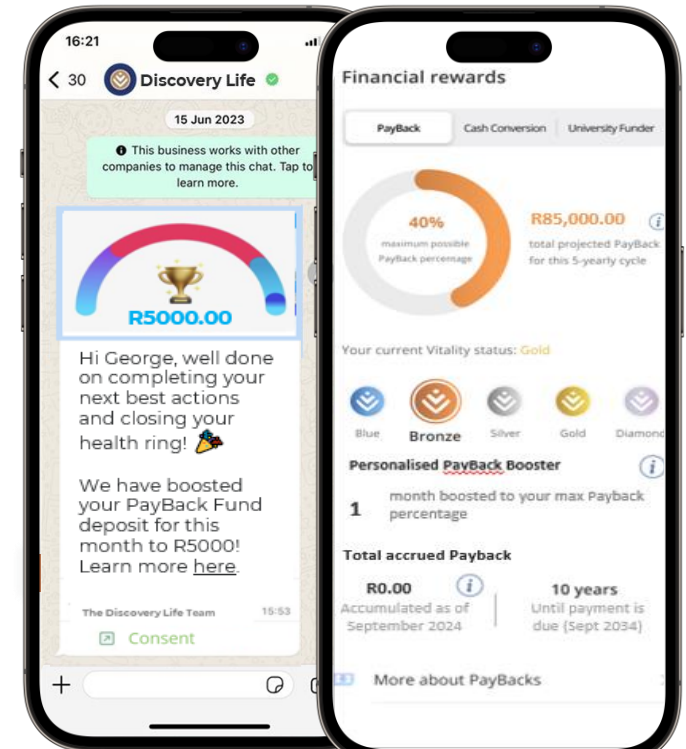 16:21
30
Discovery Life
15 Jun 2023
This business works with other
companies to manage this chat. Tap to
learn more.
R5000.00
Hi George, well done
on completing your
next best actions
and closing your
health ring!
We have boosted
your PayBack Fund
deposit for this
month to R5000!
Learn more here.
The Discovery Life Team
15:53
Consent
Financial rewards
PayBack
Cash Conversion
University Funder
40%
maximum possible
PayBack percentage
R85,000.00
total projected PayBack
for this 5-yearly cycle
Your current Vitality status: Gold
Blue
Bronze
Silver
Gold
Diamond
Personalised PayBack Booster
1
month boosted to your max Payback
percentage
Total accrued Payback
R0.00
Accumulated as of
September 2024
10 years
Until payment is
due (Sept 2034)
More about PayBacks